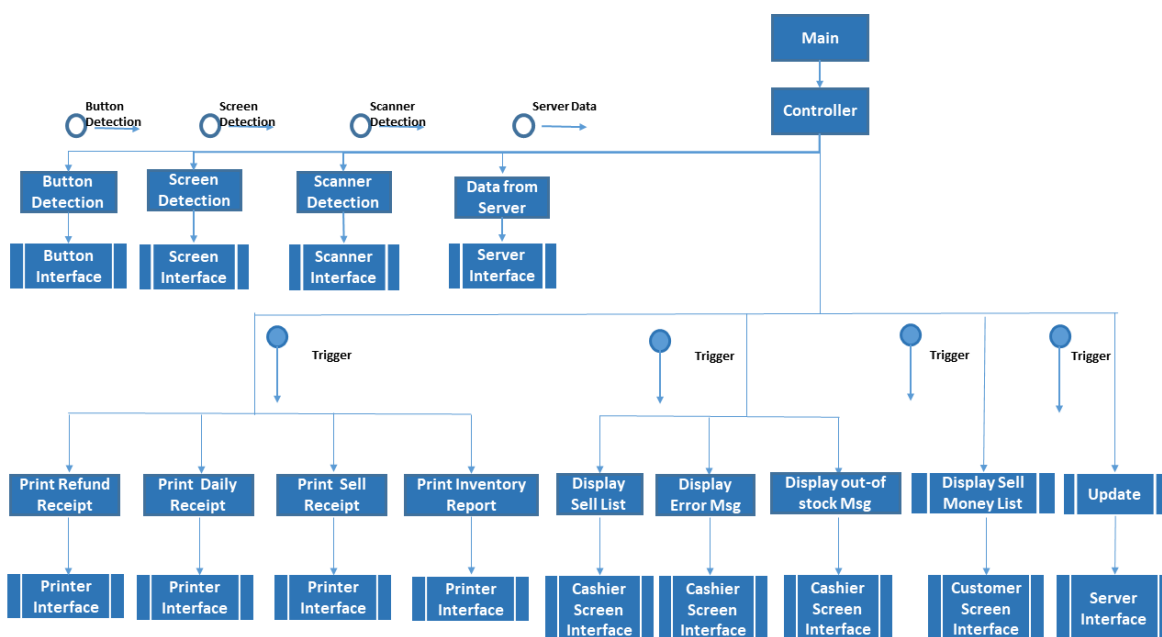 Main
Controller
Button
Detection
Screen
Detection
Scanner
Detection
Server Data
Button
Detection
Screen
Detection
Scanner
Detection
Data from
Server
Button
Interface
Screen
Interface
Scanner
Interface
Server
Interface
Trigger
Trigger
Trigger
Trigger
Print Refund
Receipt
Print Daily
Receipt
Print Sell
Receipt
Print Inventory
Report
Display
Sell List
Display
Error Msg
Display out-of
stock Msg
Display Sell
Money List
Update
Printer
Interface
Printer
Interface
Printer
Interface
Printer
Interface
Cashier
Screen
Interface
Cashier
Screen
Interface
Cashier
Screen
Interface
Customer
Screen
Interface
Server
Interface